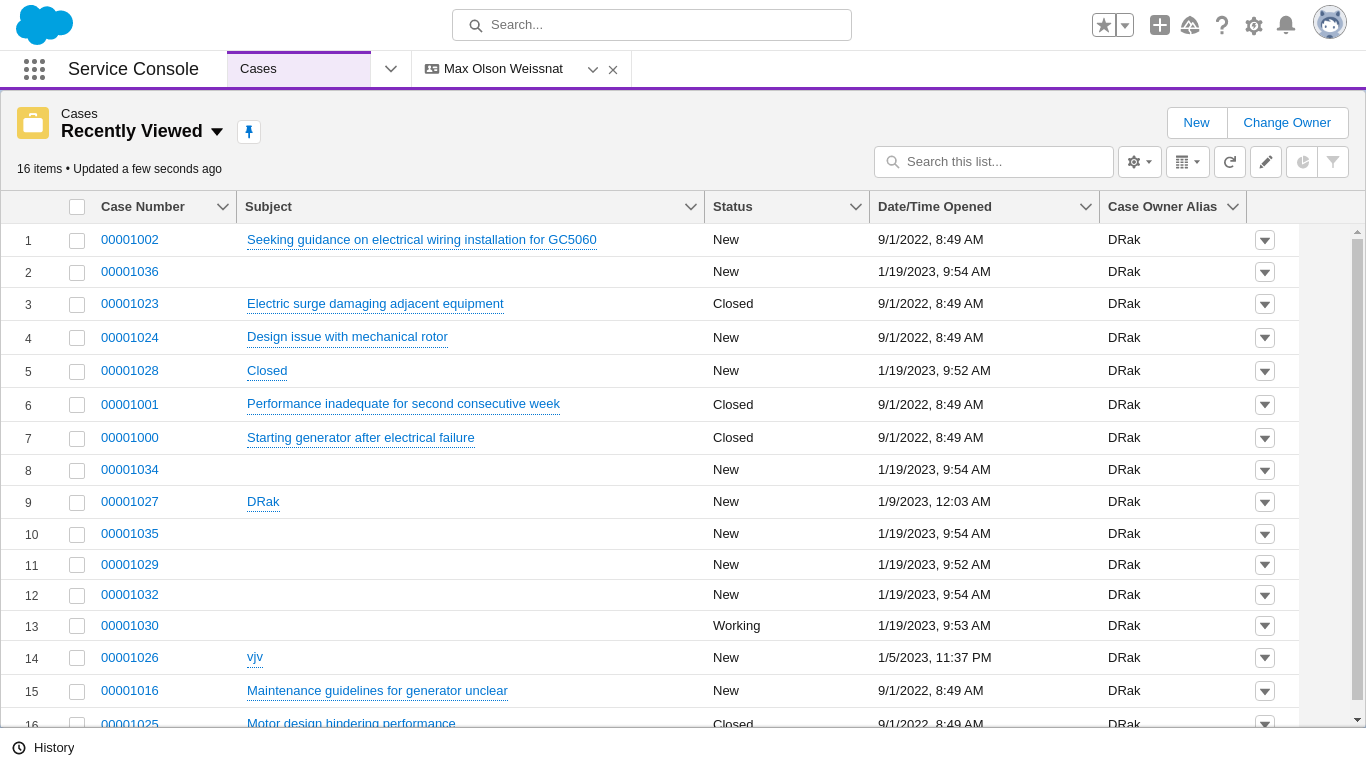 Search...
Service Console
Cases
Max Olson Weissnat
Cases
Recently Viewed
New
Change Owner
16 items • Updated a few seconds ago
Search this list...
Case Number Subject Status Date/Time Opened Case Owner Alias
1 00001002 Seeking guidance on electrical wiring installation for GC5060 New 9/1/2022, 8:49 AM DRak
2 00001036 New 1/19/2023, 9:54 AM DRak
3 00001023 Electric surge damaging adjacent equipment Closed 9/1/2022, 8:49 AM DRak
4 00001024 Design issue with mechanical rotor New 9/1/2022, 8:49 AM DRak
5 00001028 Closed New 1/19/2023, 9:52 AM DRak
6 00001001 Performance inadequate for second consecutive week Closed 9/1/2022, 8:49 AM DRak
7 00001000 Starting generator after electrical failure Closed 9/1/2022, 8:49 AM DRak
8 00001034 New 1/19/2023, 9:54 AM DRak
9 00001027 DRak New 1/9/2023, 12:03 AM DRak
10 00001035 New 1/19/2023, 9:54 AM DRak
11 00001029 New 1/19/2023, 9:52 AM DRak
12 00001032 New 1/19/2023, 9:54 AM DRak
13 00001030 Working 1/19/2023, 9:53 AM DRak
14 00001026 vjv New 1/5/2023, 11:37 PM DRak
15 00001016 Maintenance guidelines for generator unclear New 9/1/2022, 8:49 AM DRak
16 00001025 Motor design hindering performance Closed 9/1/2022, 8:49 AM DRak
History